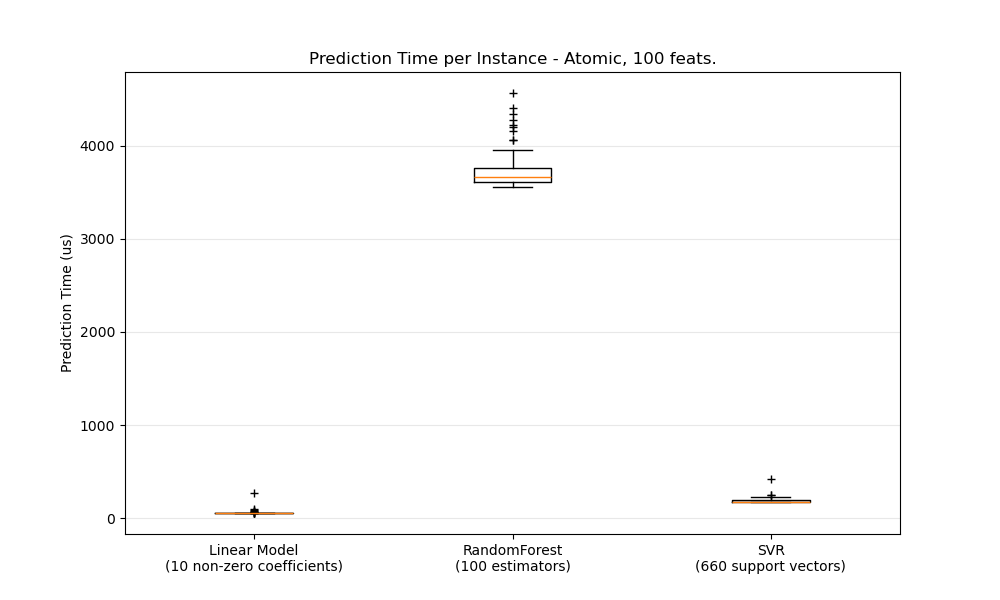 Prediction Time per Instance - Atomic, 100 feats.
Prediction Time (us)
4000
3000
2000
1000
0
Linear Model
(10 non-zero coefficients)
RandomForest
(100 estimators)
SVR
(660 support vectors)